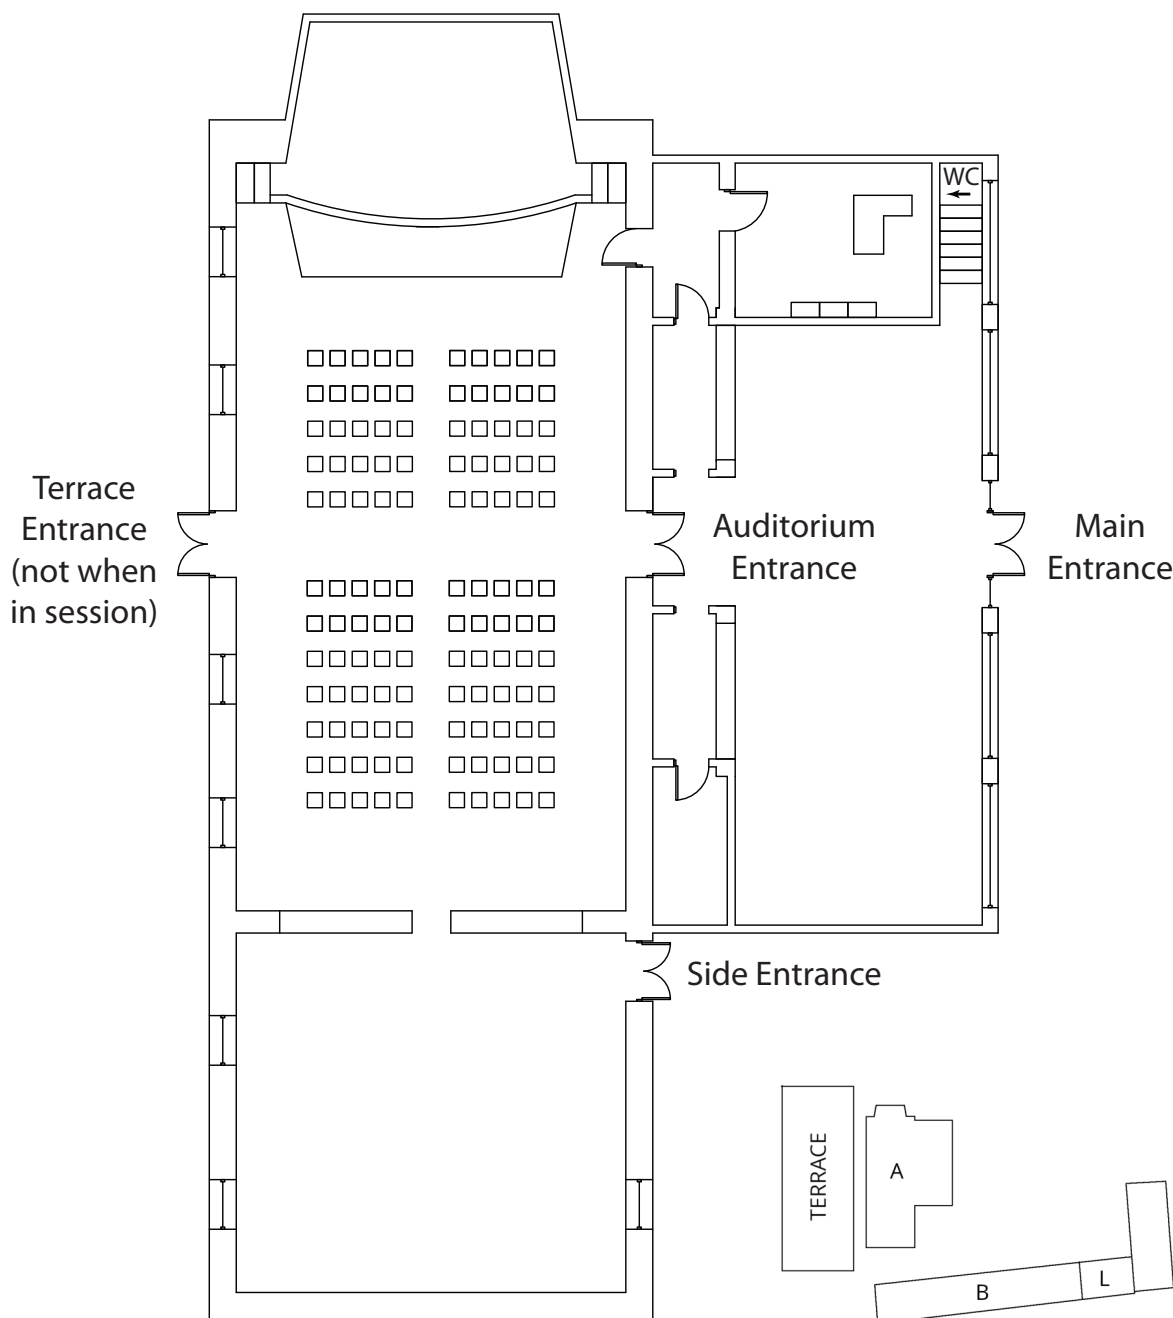 WC
Terrace
Entrance
(not when
in session)
Auditorium
Entrance
Main
Entrance
Side Entrance
TERRACE
A
B
L